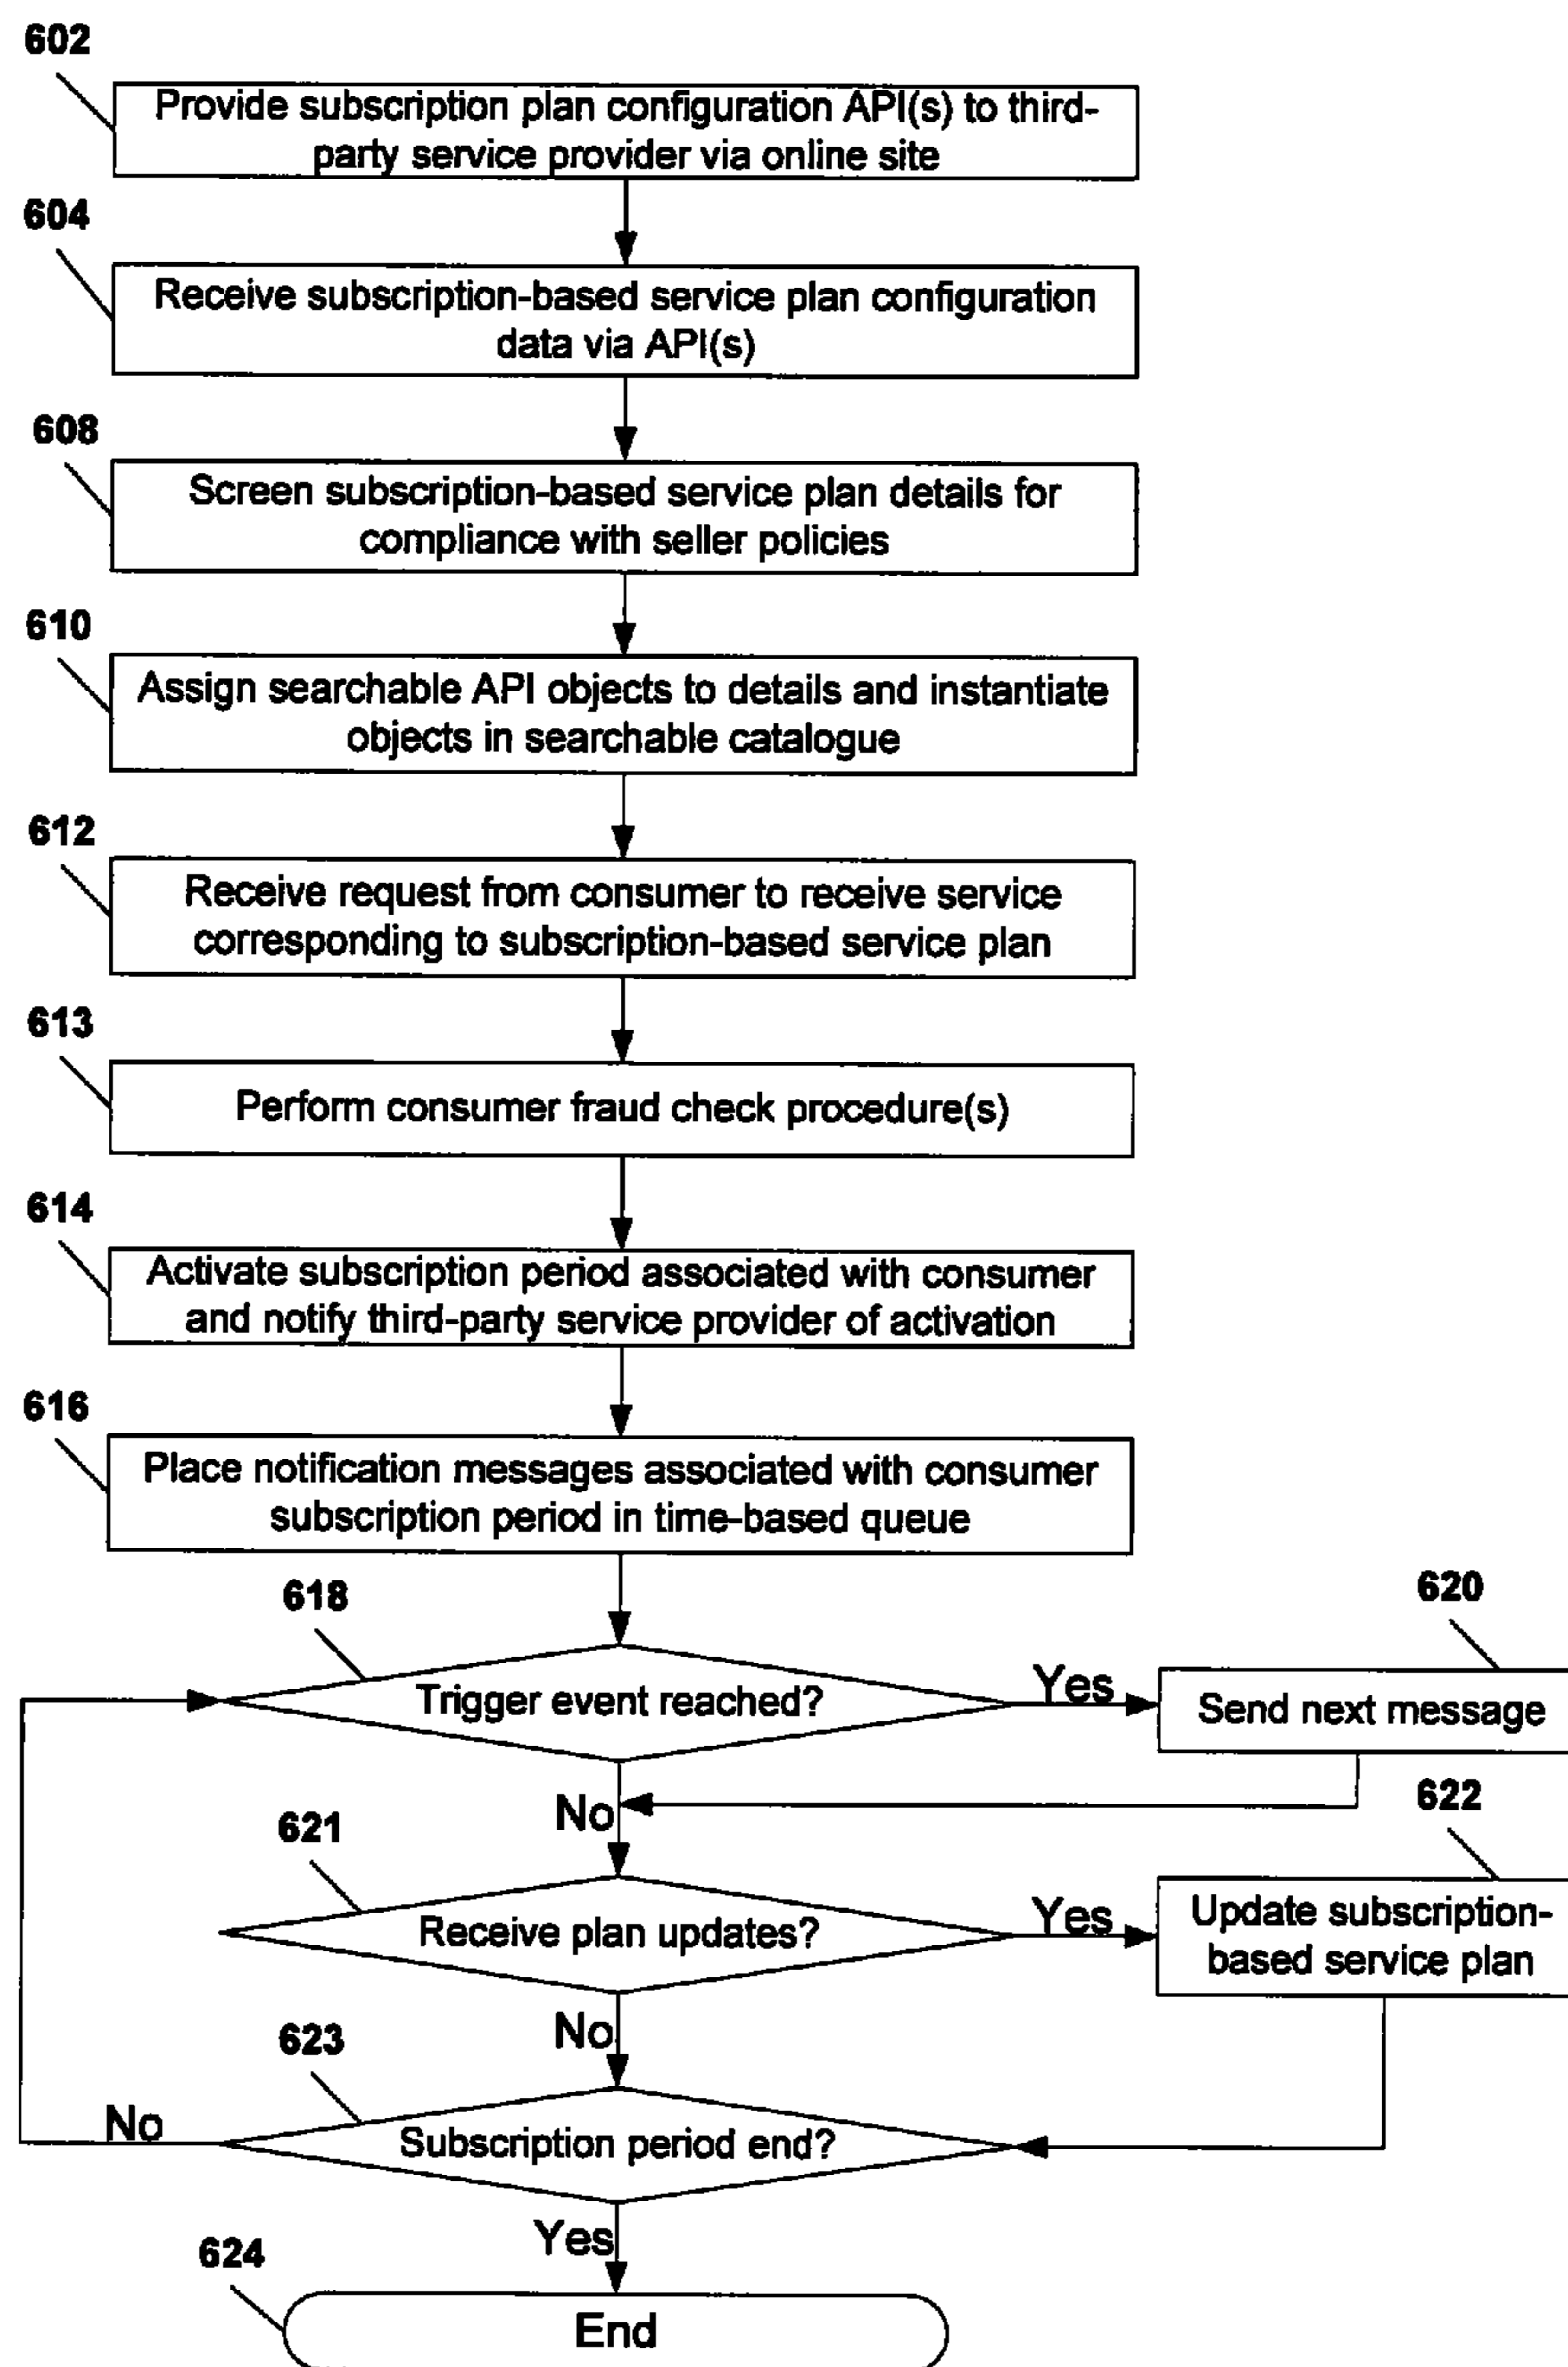 602
Provide subscription plan configuration API(s) to third-
party service provider via online site
604
Receive subscription-based service plan configuration
data via API(s)
608
Screen subscription-based service plan details for
compliance with seller policies
610
Assign searchable API objects to details and instantiate
objects in searchable catalogue
612
Receive request from consumer to receive service
corresponding to subscription-based service plan
613
Perform consumer fraud check procedure(s)
614
Activate subscription period associated with consumer
and notify third-party service provider of activation
616
Place notification messages associated with consumer
subscription period in time-based queue
618
Trigger event reached?
Yes
620
Send next message
No
621
Receive plan updates?
Yes
622
Update subscription-
based service plan
No
623
Subscription period end?
No
Yes
624
End